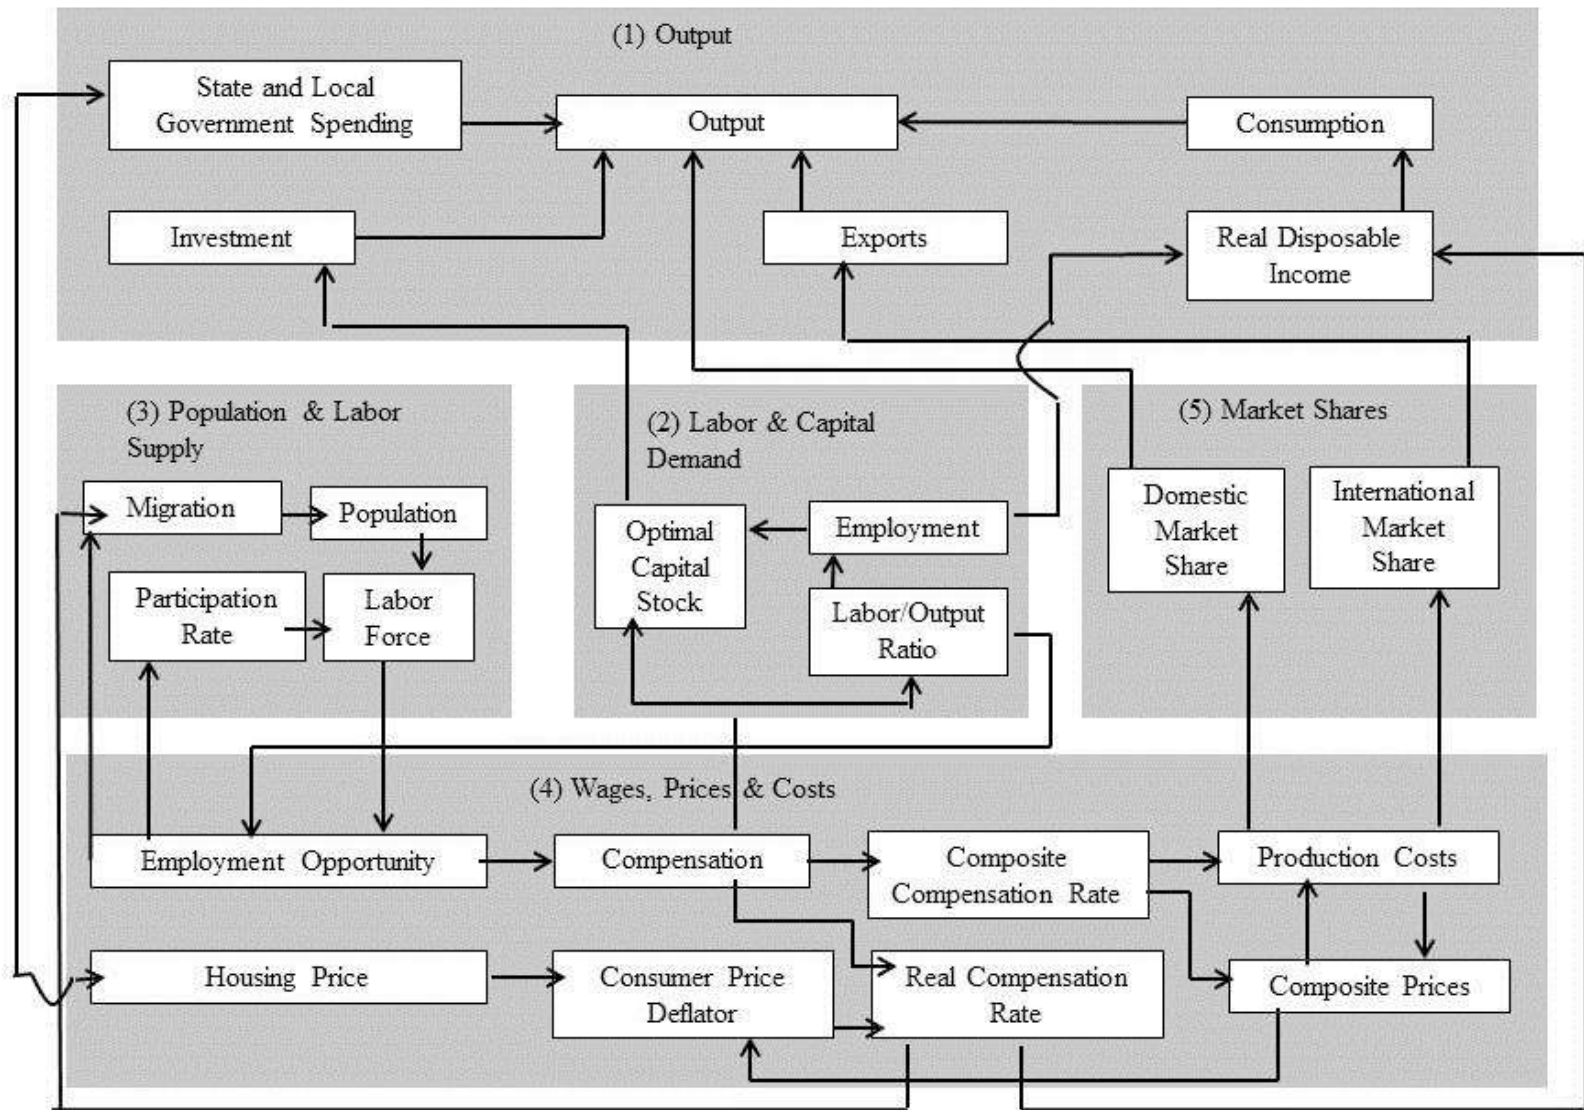 (1) Output
State and Local
Government Spending
Output
Consumption
Investment
Exports
Real Disposable
Income
(3) Population & Labor
Supply
Migration
Population
Participation
Rate
Labor
Force
(2) Labor & Capital
Demand
Optimal
Capital
Stock
Employment
Labor/Output
Ratio
(5) Market Shares
Domestic
Market
Share
International
Market
Share
(4) Wages, Prices & Costs
Employment Opportunity
Compensation
Composite
Compensation Rate
Production Costs
Housing Price
Consumer Price
Deflator
Real Compensation
Rate
Composite Prices